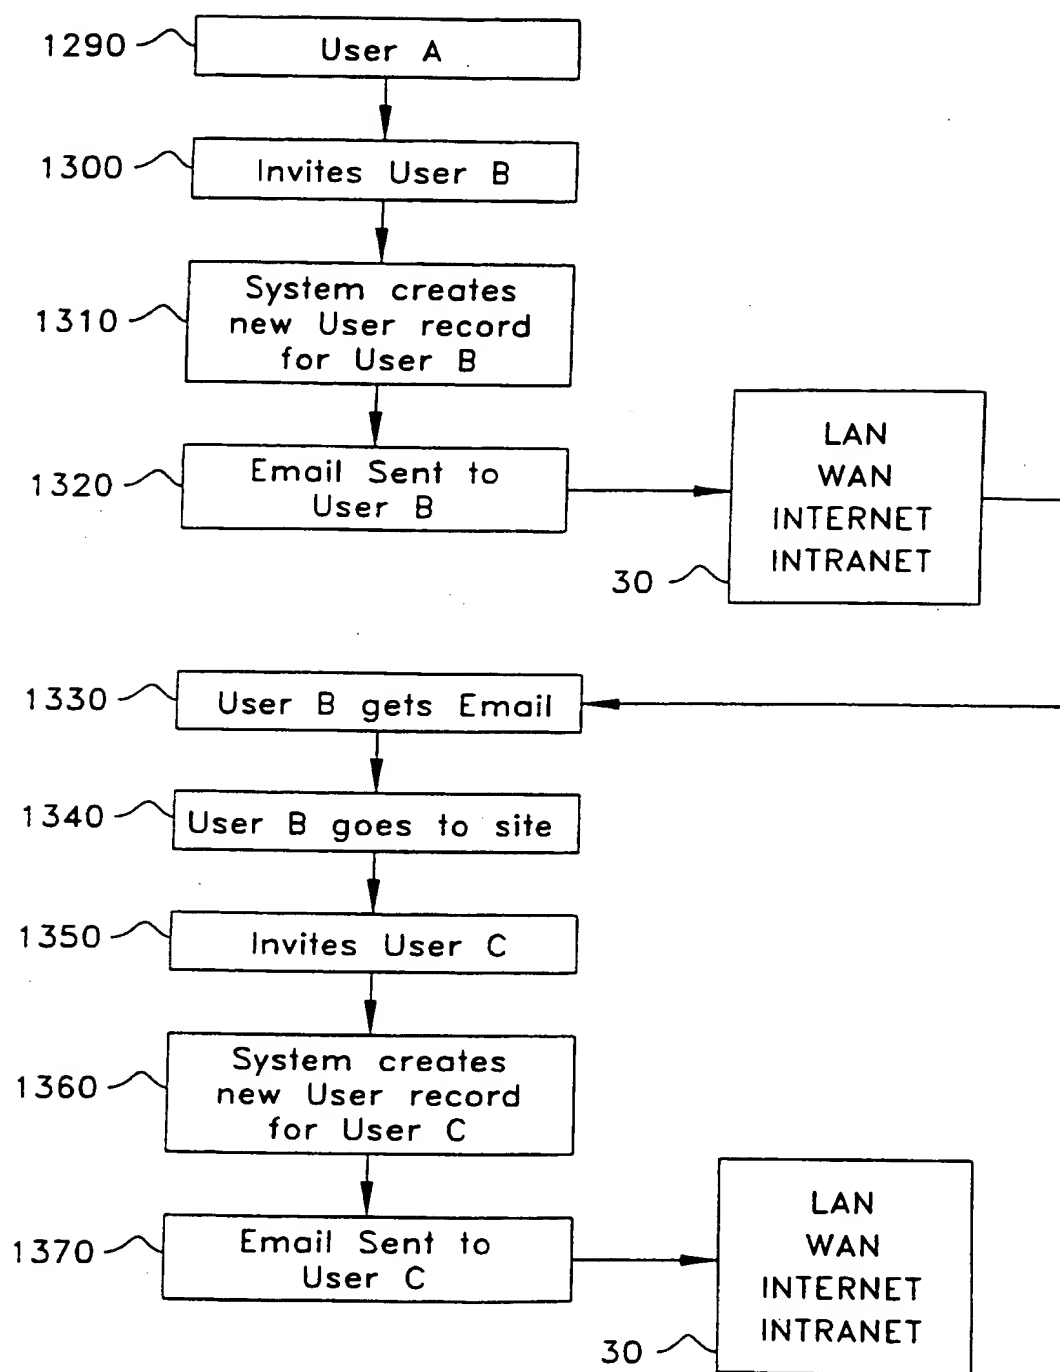 1290
User A
1300
Invites User B
1310
System creates
new User record
for User B
1320
Email Sent to
User B
LAN
WAN
INTERNET
INTRANET
30
1330
User B gets Email
1340
User B goes to site
1350
Invites User C
1360
System creates
new User record
for User C
1370
Email Sent to
User C
LAN
WAN
INTERNET
INTRANET
30